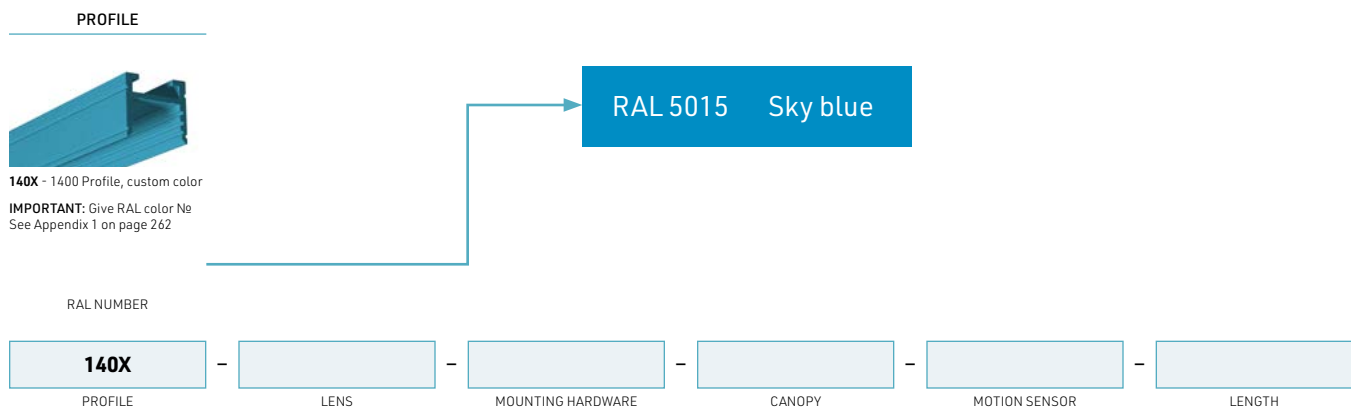 PROFILE
RAL 5015 Sky blue
140X - 1400 Profile, custom color
IMPORTANT: Give RAL color №
See Appendix 1 on page 262
RAL NUMBER
140X – – – – –
PROFILE LENS MOUNTING HARDWARE CANOPY MOTION SENSOR LENGTH